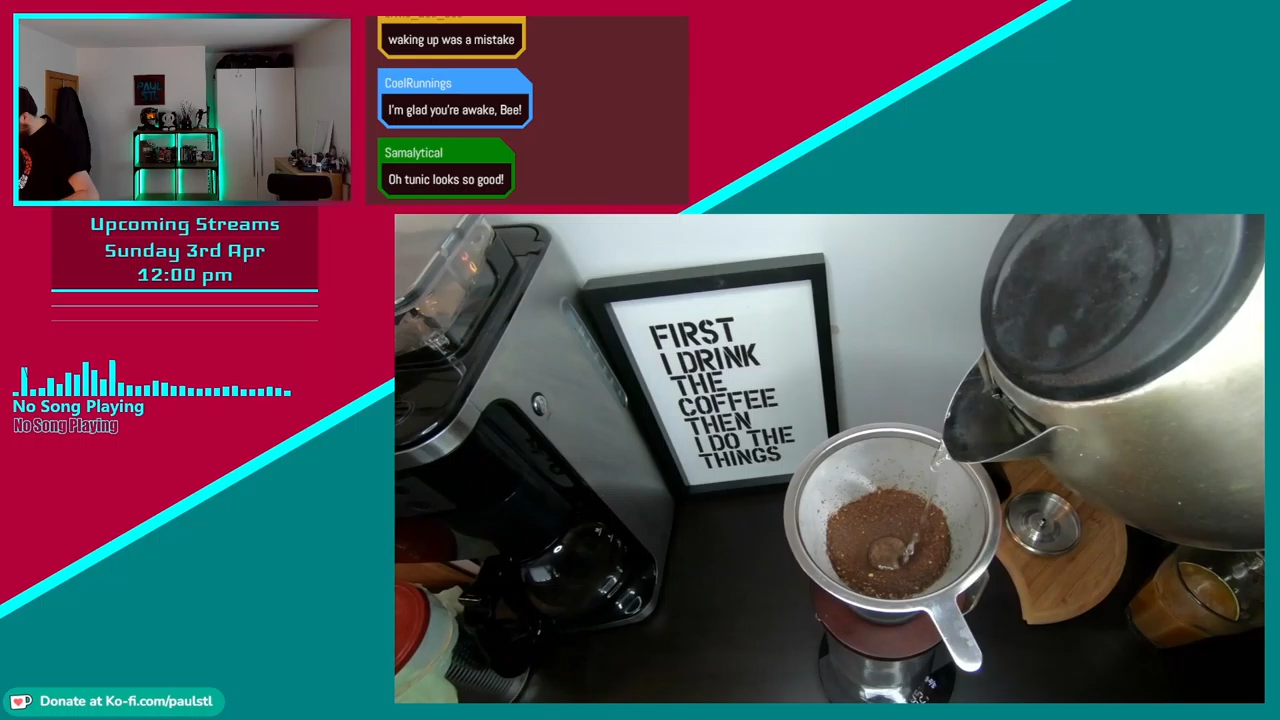 waking up was a mistake
CoelRunnings
I'm glad you're awake, Bee!
Samalytical
Oh tunic looks so good!
PAUL
Upcoming Streams
Sunday 3rd Apr
12:00 pm
No Song Playing
No Song Playing
FIRST
I DRINK
THE
COFFEE
THEN
I DO THE
THINGS
Donate at Ko-fi.com/paulstl